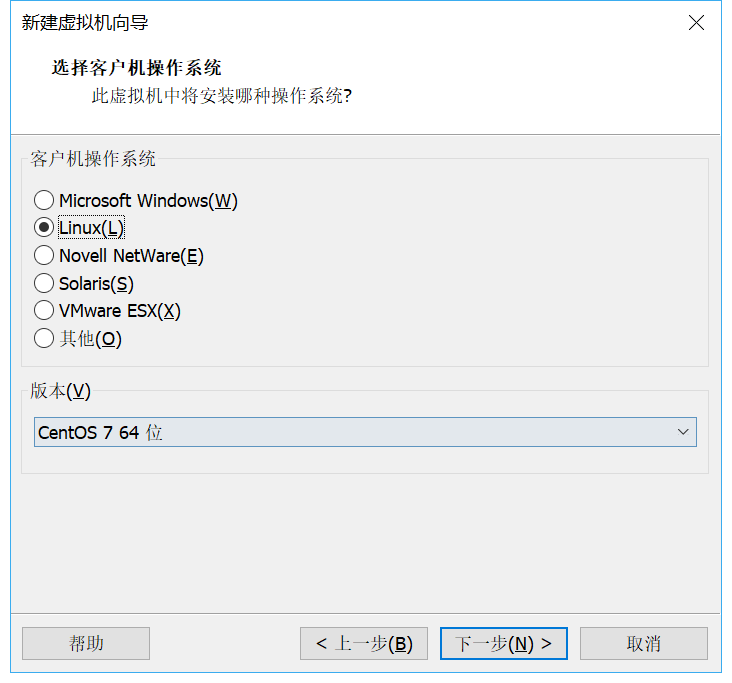 新建虚拟机向导
选择客户机操作系统
此虚拟机中将安装哪种操作系统?
客户机操作系统
Microsoft Windows(W)
Linux(L)
Novell NetWare(E)
Solaris(S)
VMware ESX(X)
其他(O)
版本(V)
CentOS 7 64 位
帮助
< 上一步(B)
下一步(N) >
取消